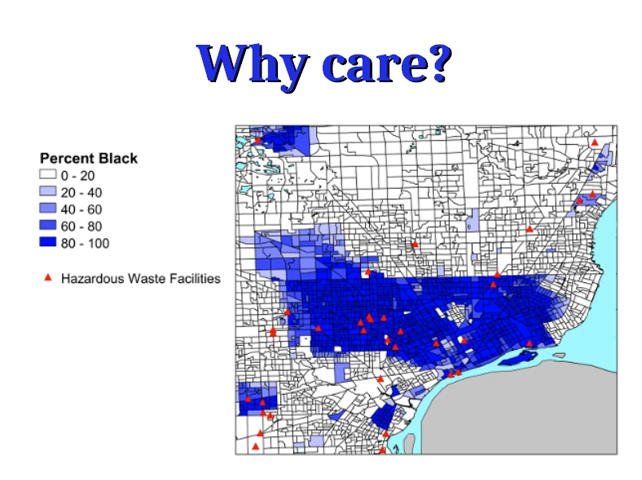 Why care?
Percent Black
0 - 20
20 - 40
40 - 60
60 - 80
80 - 100
Hazardous Waste Facilities